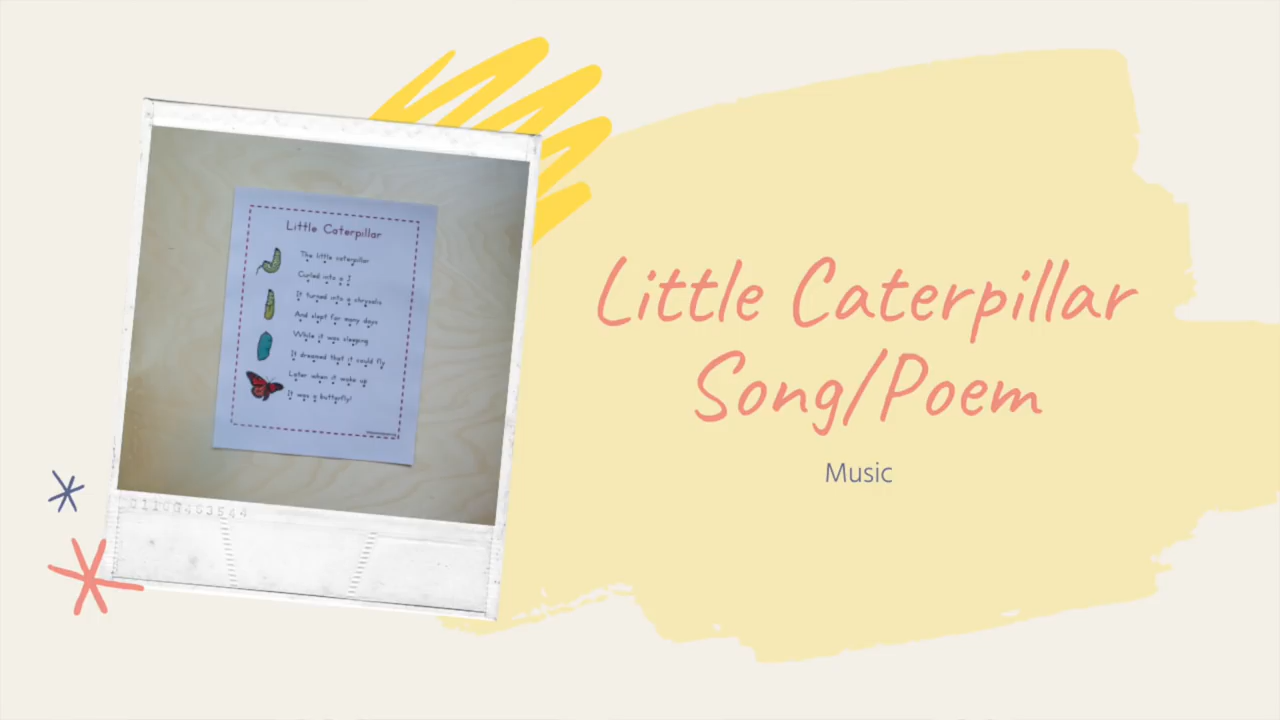 Little Caterpillar
The little caterpillar
Curled into a J
It turned into a chrysalis
And slept for many days
While it was sleeping
It dreamed that it could fly
Later when it woke up
It was a butterfly!
01100463544
Little Caterpillar
Song/Poem
Music